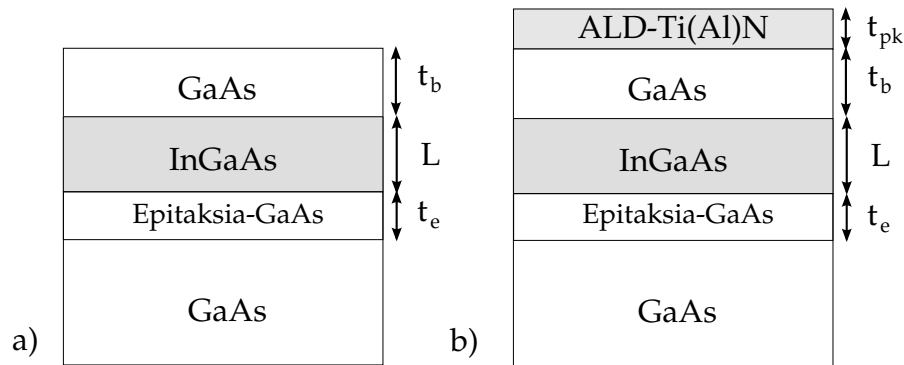 GaAs
t_b
InGaAs
L
Epitaksia-GaAs
t_e
GaAs
a)
ALD-Ti(Al)N
t_pk
GaAs
t_b
InGaAs
L
Epitaksia-GaAs
t_e
GaAs
b)